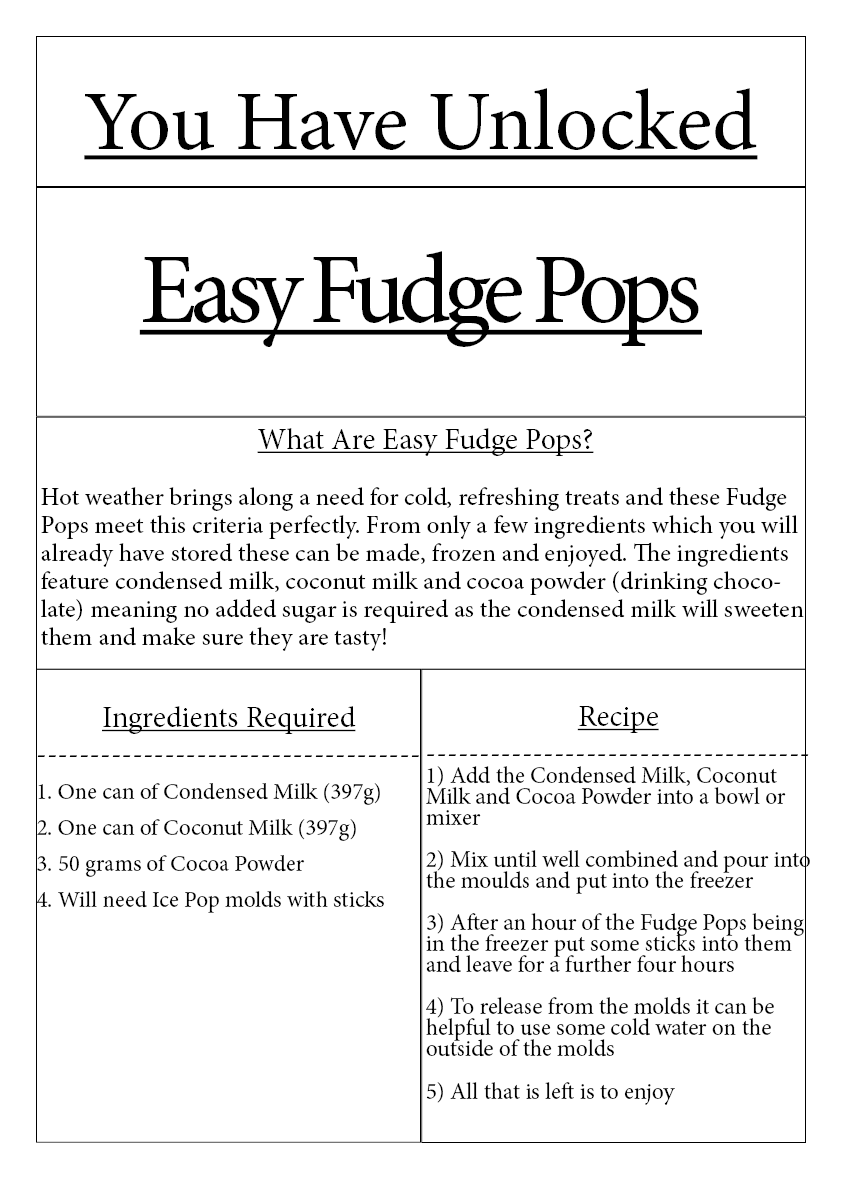 You Have Unlocked
Easy Fudge Pops
What Are Easy Fudge Pops?
Hot weather brings along a need for cold, refreshing treats and these Fudge
Pops meet this criteria perfectly. From only a few ingredients which you will
already have stored these can be made, frozen and enjoyed. The ingredients
feature condensed milk, coconut milk and cocoa powder (drinking choco-
late) meaning no added sugar is required as the condensed milk will sweeten
them and make sure they are tasty!
Ingredients Required
1. One can of Condensed Milk (397g)
2. One can of Coconut Milk (397g)
3. 50 grams of Cocoa Powder
4. Will need Ice Pop molds with sticks
Recipe
1) Add the Condensed Milk, Coconut
Milk and Cocoa Powder into a bowl or
mixer
2) Mix until well combined and pour into
the moulds and put into the freezer
3) After an hour of the Fudge Pops being
in the freezer put some sticks into them
and leave for a further four hours
4) To release from the molds it can be
helpful to use some cold water on the
outside of the molds
5) All that is left is to enjoy